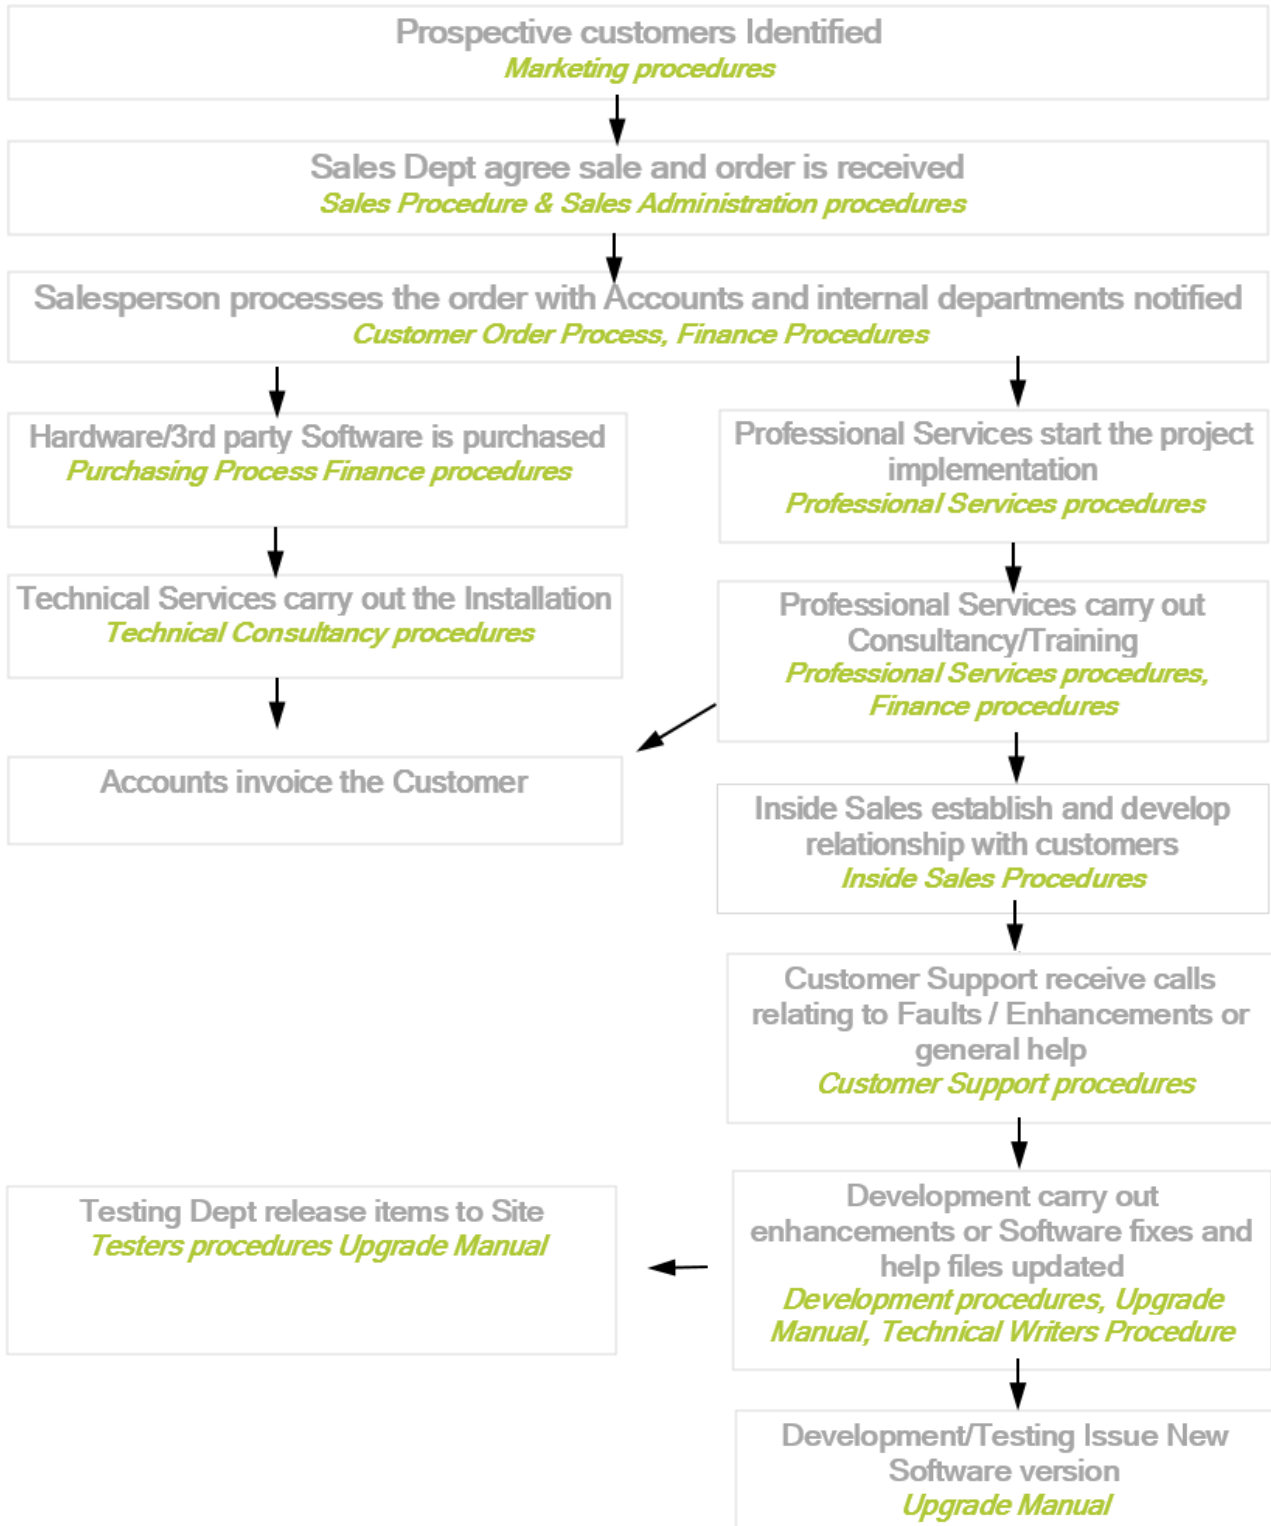 Prospective customers Identified
Marketing procedures
Sales Dept agree sale and order is received
Sales Procedure & Sales Administration procedures
Salesperson processes the order with Accounts and internal departments notified
Customer Order Process, Finance Procedures
Hardware/3rd party Software is purchased
Purchasing Process Finance procedures
Professional Services start the project
implementation
Professional Services procedures
Technical Services carry out the Installation
Technical Consultancy procedures
Professional Services carry out
Consultancy/Training
Professional Services procedures,
Finance procedures
Accounts invoice the Customer
Inside Sales establish and develop
relationship with customers
Inside Sales Procedures
Customer Support receive calls
relating to Faults / Enhancements or
general help
Customer Support procedures
Testing Dept release items to Site
Testers procedures Upgrade Manual
Development carry out
enhancements or Software fixes and
help files updated
Development procedures, Upgrade
Manual, Technical Writers Procedure
Development/Testing Issue New
Software version
Upgrade Manual